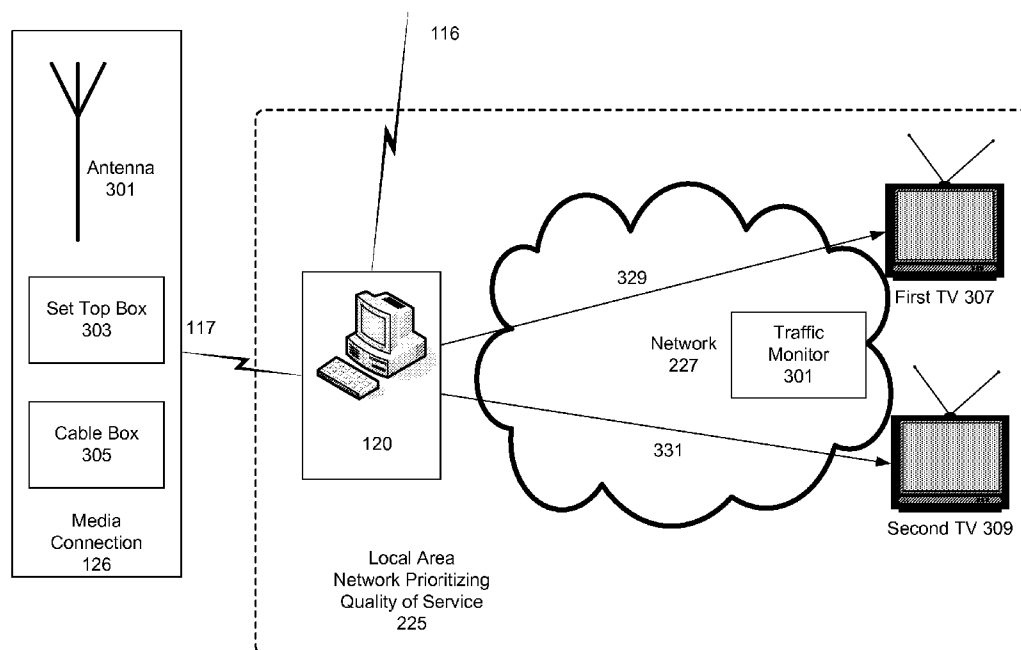 116
Antenna
301
Set Top Box
303
117
Cable Box
305
Media
Connection
126
120
329
Network
227
Traffic
Monitor
301
331
First TV 307
Second TV 309
Local Area
Network Prioritizing
Quality of Service
225